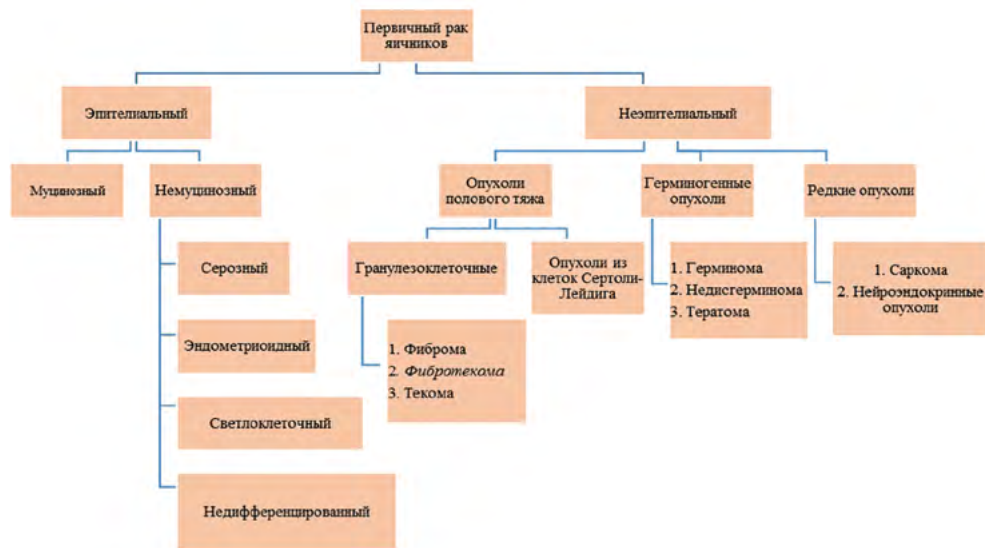 Первичный рак
яичников
Эпителиальный
Неэпителиальный
Муцинозный
Немуцинозный
Опухоли
полового тяжа
Герминогенные
опухоли
Редкие опухоли
Серозный
Эндометриоидный
Светлоклеточный
Недифференцированный
Гранулезоклеточные
Опухоли из
клеток Сертоли-
Лейдига
1. Фиброма
2. Фибротекома
3. Текома
1. Герминома
2. Недисгерминома
3. Тератома
1. Саркома
2. Нейроэндокринные
опухоли